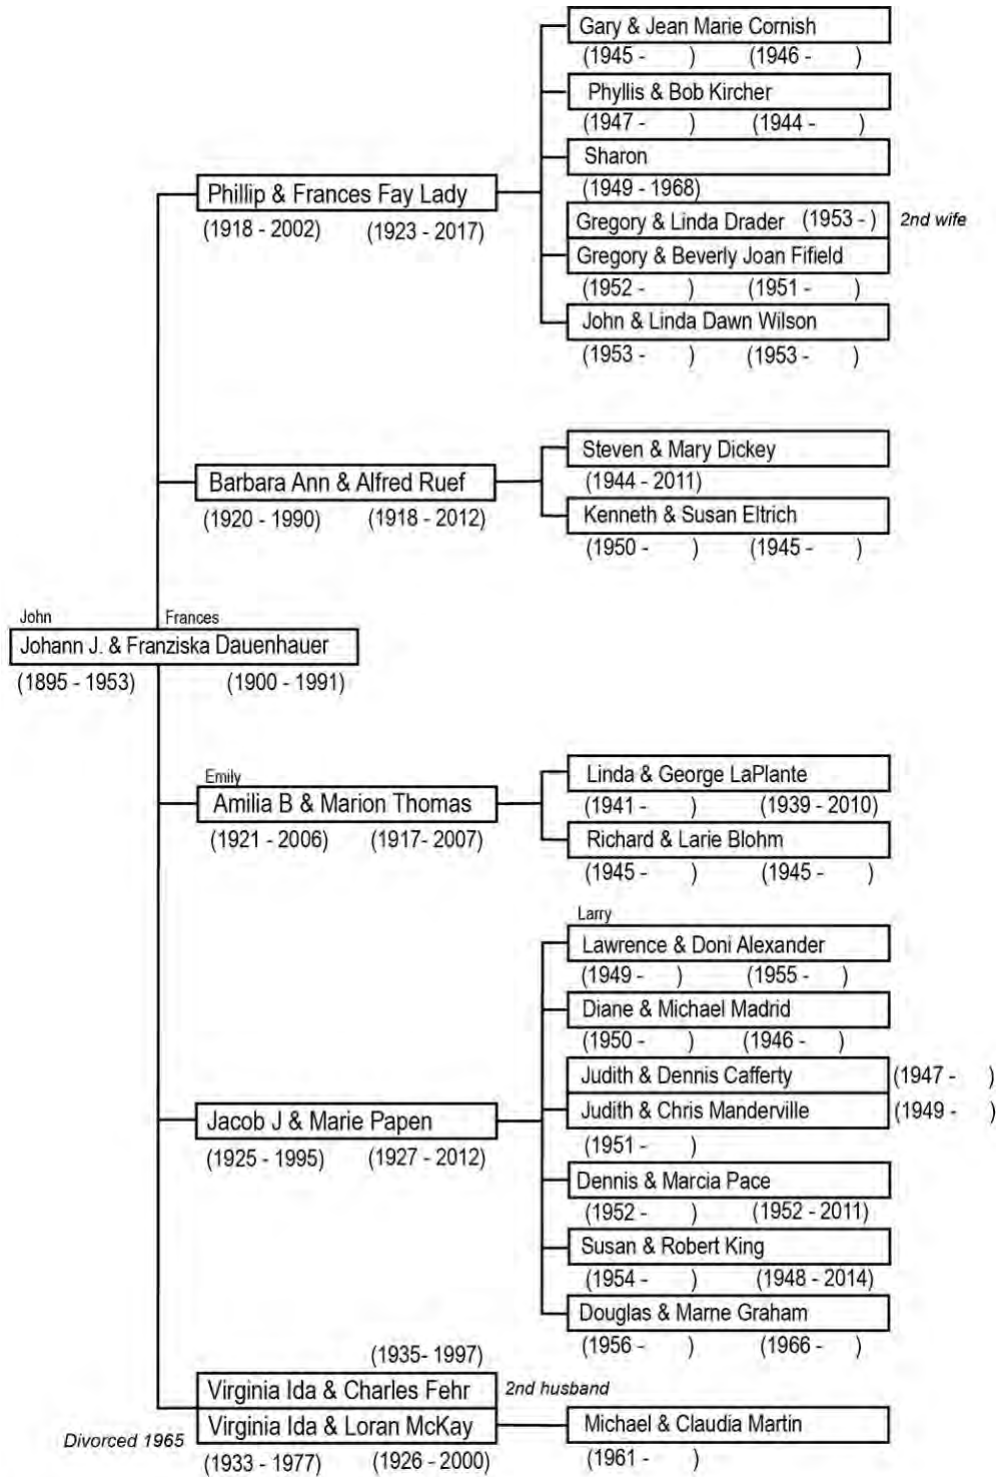 Gary & Jean Marie Cornish
(1945 - ) (1946 - )
Phyllis & Bob Kircher
(1947 - ) (1944 - )
Sharon
(1949 - 1968)
Phillip & Frances Fay Lady
(1918 - 2002) (1923 - 2017)
Gregory & Linda Drader (1953 - ) 2nd wife
Gregory & Beverly Joan Fifield
(1952 - ) (1951 - )
John & Linda Dawn Wilson
(1953 - ) (1953 - )
Steven & Mary Dickey
(1944 - 2011)
Barbara Ann & Alfred Ruef
(1920 - 1990) (1918 - 2012)
Kenneth & Susan Eltrich
(1950 - ) (1945 - )
John Frances
Johann J. & Franziska Dauenhauer
(1895 - 1953) (1900 - 1991)
Linda & George LaPlante
(1941 - ) (1939 - 2010)
Emily
Amilia B & Marion Thomas
(1921 - 2006) (1917- 2007)
Richard & Larie Blohm
(1945 - ) (1945 - )
Larry
Lawrence & Doni Alexander
(1949 - ) (1955 - )
Diane & Michael Madrid
(1950 - ) (1946 - )
Judith & Dennis Cafferty (1947 - )
Judith & Chris Manderville (1949 - )
(1951 - )
Jacob J & Marie Papen
(1925 - 1995) (1927 - 2012)
Dennis & Marcia Pace
(1952 - ) (1952 - 2011)
Susan & Robert King
(1954 - ) (1948 - 2014)
Douglas & Marne Graham
(1956 - ) (1966 - )
(1935- 1997)
Virginia Ida & Charles Fehr 2nd husband
Virginia Ida & Loran McKay
Divorced 1965
(1933 - 1977) (1926 - 2000)
Michael & Claudia Martin
(1961 - )